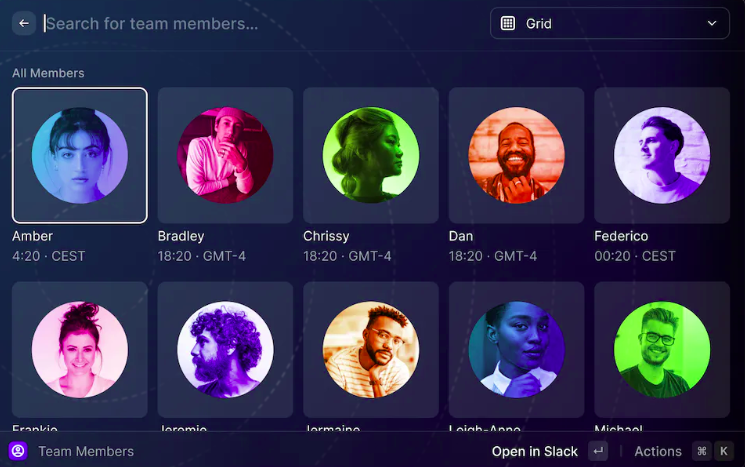 Search for team members...
Grid
All Members
Amber
Bradley
Chrissy
Dan
Federico
4:20 · CEST
18:20 · GMT-4
18:20 · GMT-4
18:20 · GMT-4
00:20 · CEST
Frankie
Jeromie
Jermaine
Leigh-Anne
Michael
Team Members
Open in Slack
Actions
⌘
K